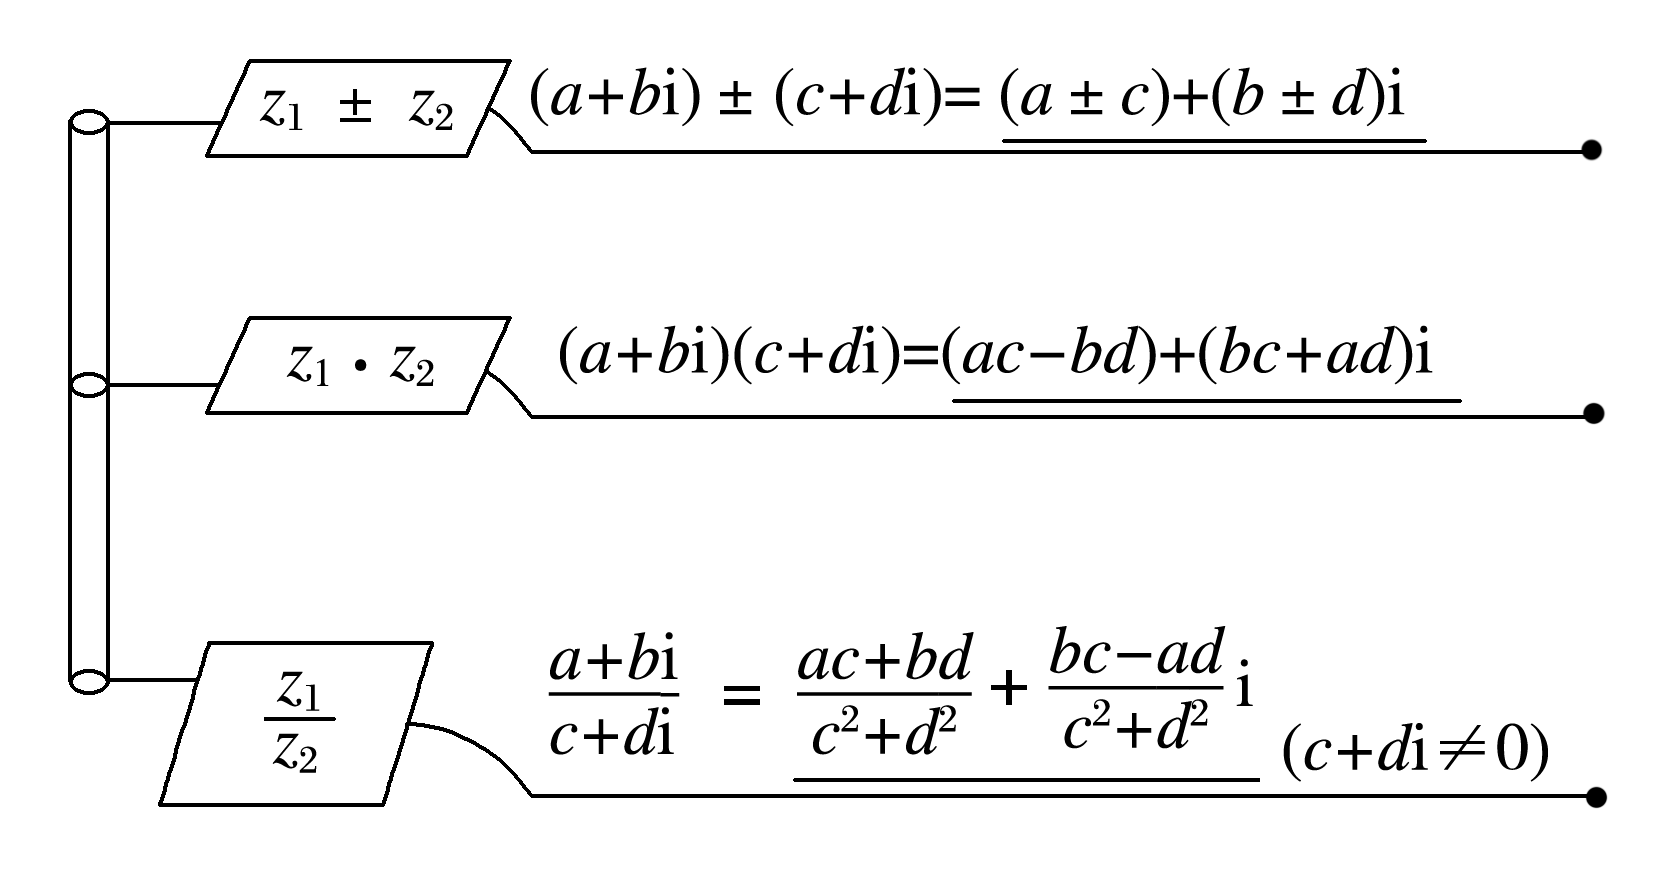 z₁ ± z₂ (a+bi) ± (c+di)= (a ± c)+(b ± d)i
z₁ · z₂ (a+bi)(c+di)=(ac−bd)+(bc+ad)i
z₁/z₂ (a+bi)/(c+di) = (ac+bd)/(c²+d²) + (bc−ad)/(c²+d²) i (c+di≠0)